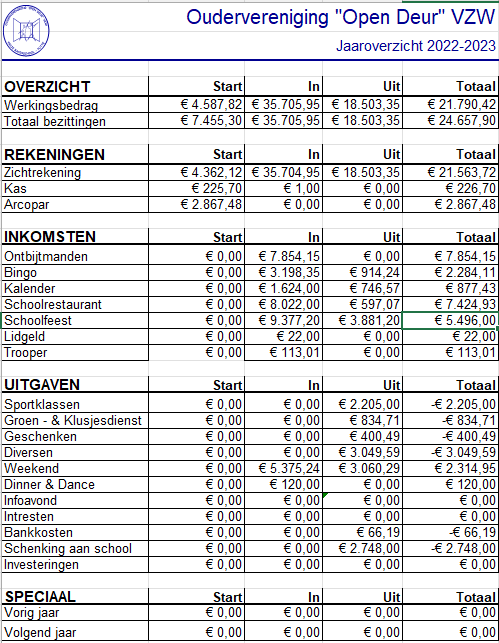 Oudervereniging "Open Deur" VZW
Jaaroverzicht 2022-2023
OVERZICHT Start In Uit Totaal
Werkingsbedrag € 4.587,82 € 35.705,95 € 18.503,35 € 21.790,42
Totaal bezittingen € 7.455,30 € 35.705,95 € 18.503,35 € 24.657,90
REKENINGEN Start In Uit Totaal
Zichtrekening € 4.362,12 € 35.704,95 € 18.503,35 € 21.563,72
Kas € 225,70 € 1,00 € 0,00 € 226,70
Arcopar € 2.867,48 € 0,00 € 0,00 € 2.867,48
INKOMSTEN Start In Uit Totaal
Ontbijtmanden € 0,00 € 7.854,15 € 0,00 € 7.854,15
Bingo € 0,00 € 3.198,35 € 914,24 € 2.284,11
Kalender € 0,00 € 1.624,00 € 746,57 € 877,43
Schoolrestaurant € 0,00 € 8.022,00 € 597,07 € 7.424,93
Schoolfeest € 0,00 € 9.377,20 € 3.881,20 € 5.496,00
Lidgeld € 0,00 € 22,00 € 0,00 € 22,00
Trooper € 0,00 € 113,01 € 0,00 € 113,01
UITGAVEN Start In Uit Totaal
Sportklassen € 0,00 € 0,00 € 2.205,00 -€ 2.205,00
Groen - & Klusjesdienst € 0,00 € 0,00 € 834,71 -€ 834,71
Geschenken € 0,00 € 0,00 € 400,49 -€ 400,49
Diversen € 0,00 € 0,00 € 3.049,59 -€ 3.049,59
Weekend € 0,00 € 5.375,24 € 3.060,29 € 2.314,95
Dinner & Dance € 0,00 € 120,00 € 0,00 € 120,00
Infoavond € 0,00 € 0,00 € 0,00 € 0,00
Intresten € 0,00 € 0,00 € 0,00 € 0,00
Bankkosten € 0,00 € 0,00 € 66,19 -€ 66,19
Schenking aan school € 0,00 € 0,00 € 2.748,00 -€ 2.748,00
Investeringen € 0,00 € 0,00 € 0,00 € 0,00
SPECIAAL Start In Uit Totaal
Vorig jaar € 0,00 € 0,00 € 0,00 € 0,00
Volgend jaar € 0,00 € 0,00 € 0,00 € 0,00